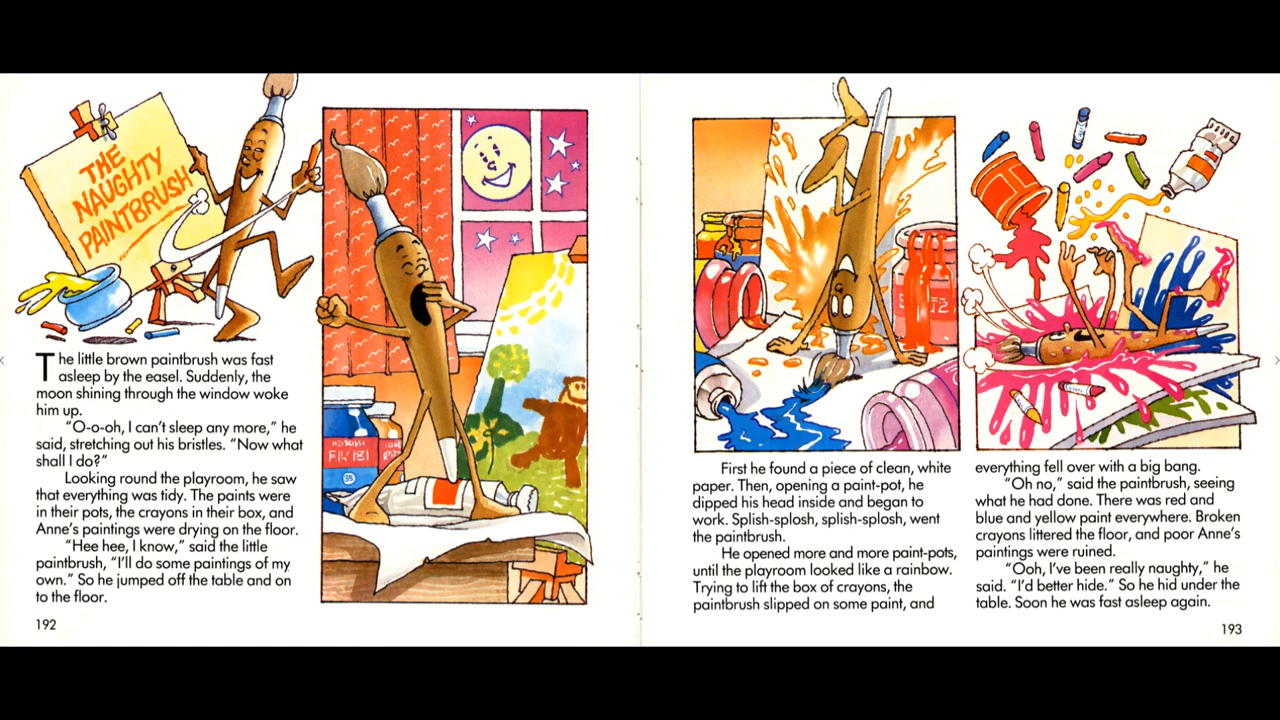 THE
NAUGHTY
PAINTBRUSH
The little brown paintbrush was fast
asleep by the easel. Suddenly, the
moon shining through the window woke
him up.
“O-o-oh, I can’t sleep any more,” he
said, stretching out his bristles. “Now what
shall I do?”
Looking round the playroom, he saw
that everything was tidy. The paints were
in their pots, the crayons in their box, and
Anne’s paintings were drying on the floor.
“Hee hee, I know,” said the little
paintbrush, “I’ll do some paintings of my
own.” So he jumped off the table and on
to the floor.
192
First he found a piece of clean, white
paper. Then, opening a paint-pot, he
dipped his head inside and began to
work. Splish-splosh, splish-splosh, went
the paintbrush.
He opened more and more paint-pots,
until the playroom looked like a rainbow.
Trying to lift the box of crayons, the
paintbrush slipped on some paint, and
everything fell over with a big bang.
“Oh no,” said the paintbrush, seeing
what he had done. There was red and
blue and yellow paint everywhere. Broken
crayons littered the floor, and poor Anne’s
paintings were ruined.
“Ooh, I’ve been really naughty,” he
said. “I’d better hide.” So he hid under the
table. Soon he was fast asleep again.
193